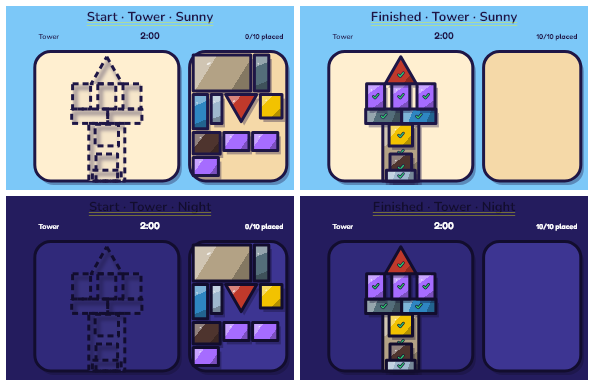 Start · Tower · Sunny
Tower 2:00 0/10 placed
Finished · Tower · Sunny
Tower 2:00 10/10 placed
Start · Tower · Night
Tower 2:00 0/10 placed
Finished · Tower · Night
Tower 2:00 10/10 placed